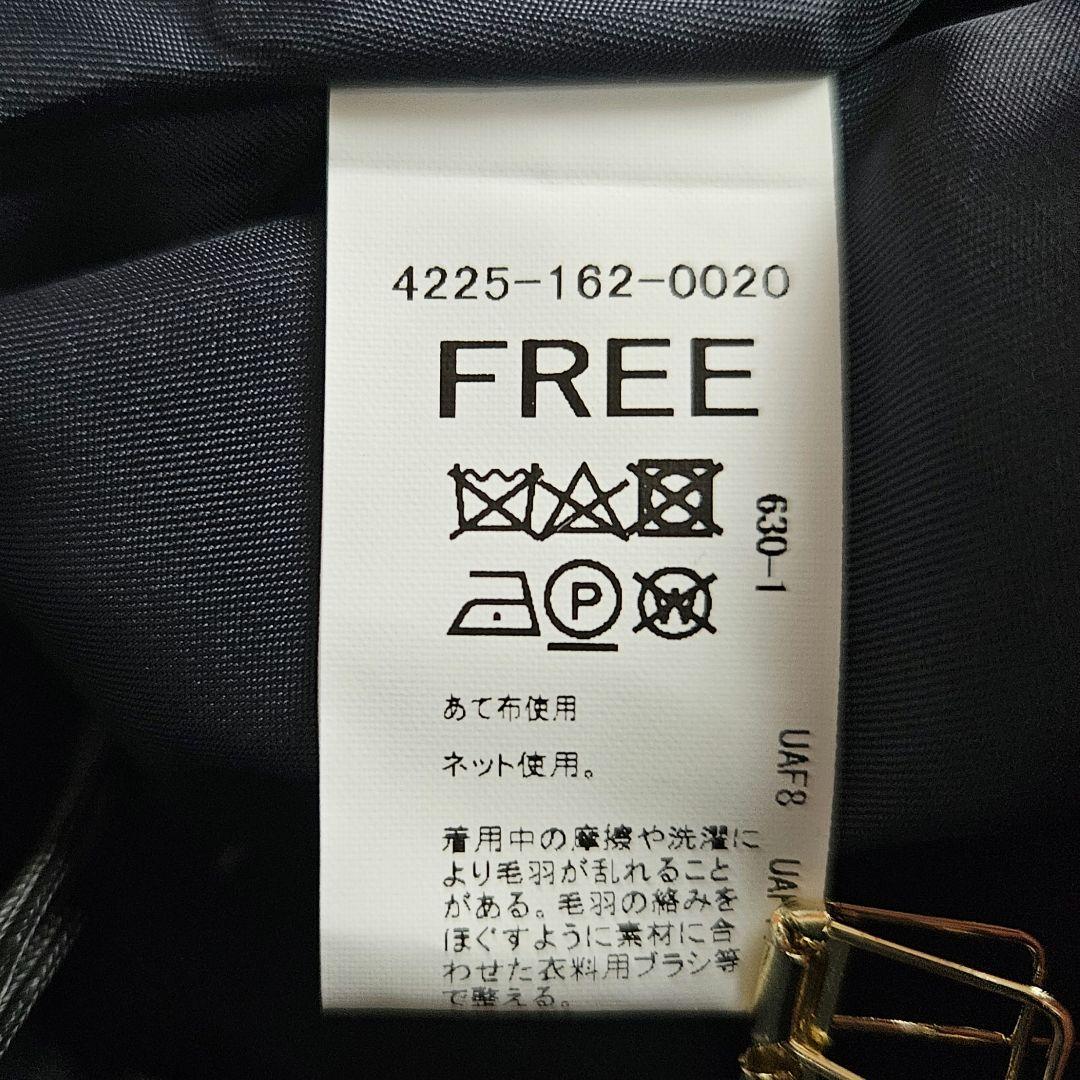 4225-162-0020
FREE
P
W
630-1
あて布使用
ネット使用。
UAF8
着用中の摩擦や洗濯に
より毛羽が乱れること
がある。毛羽の絡みを
ほぐすように素材に合
わせた衣料用ブラシ等
で整える。